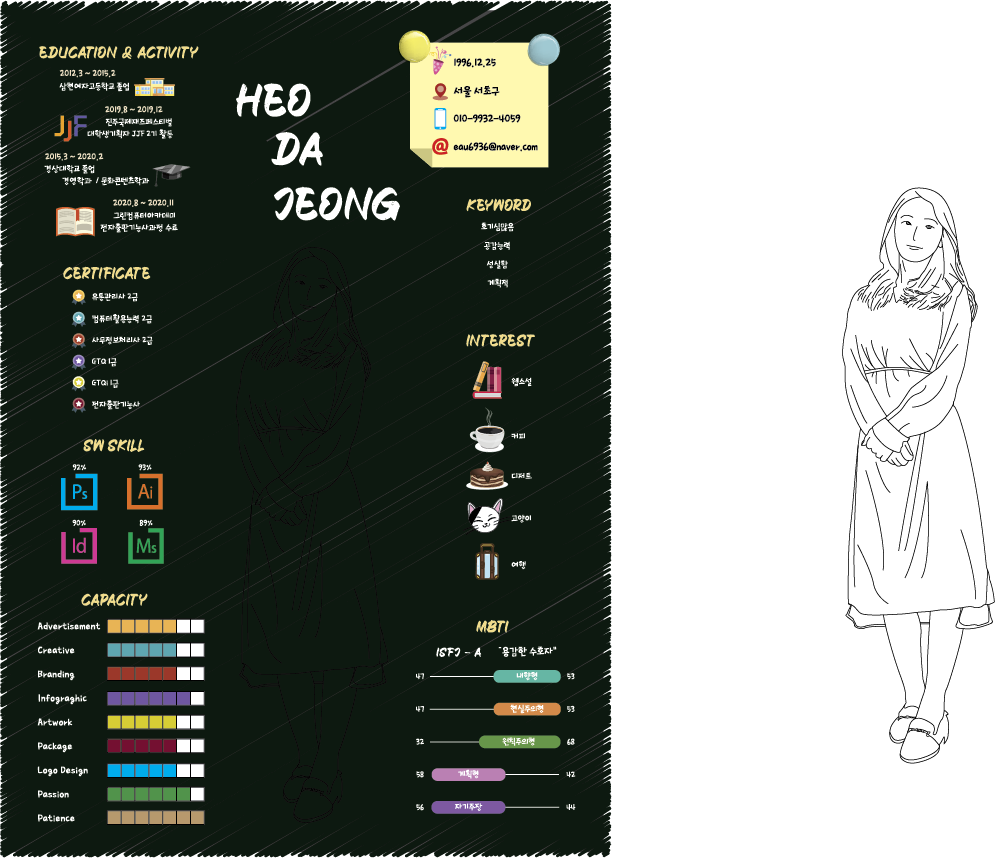 EDUCATION & ACTIVITY
2012.3 ~ 2015.2
삼현여자고등학교 졸업
JJF
2019.8 ~ 2019.12
진주국제재즈페스티벌
대학생기획자 JJF 2기 활동
2015.3 ~ 2020.2
경상대학교 졸업
경영학과 / 문화콘텐츠학과
2020.8 ~ 2020.11
그린컴퓨터아카데미
전자출판기능사과정 수료
CERTIFICATE
유통관리사 2급
컴퓨터활용능력 2급
사무정보처리사 2급
GTQ 1급
GTQi 1급
전자출판기능사
SW SKILL
92%
Ps
93%
Ai
90%
Id
89%
Ms
CAPACITY
Advertisement
Creative
Branding
Infograghic
Artwork
Package
Logo Design
Passion
Patience
HEO
DA
JEONG
1996.12.25
서울 서초구
010-9932-4059
@ eau6936@naver.com
KEYWORD
호기심많음
공감능력
성실함
계획적
INTEREST
웹소설
커피
디저트
고양이
여행
MBTI
ISFJ - A "용감한 수호자"
47 내향형 53
47 현실주의형 53
32 원칙주의형 68
58 계획형 42
56 자기주장 44